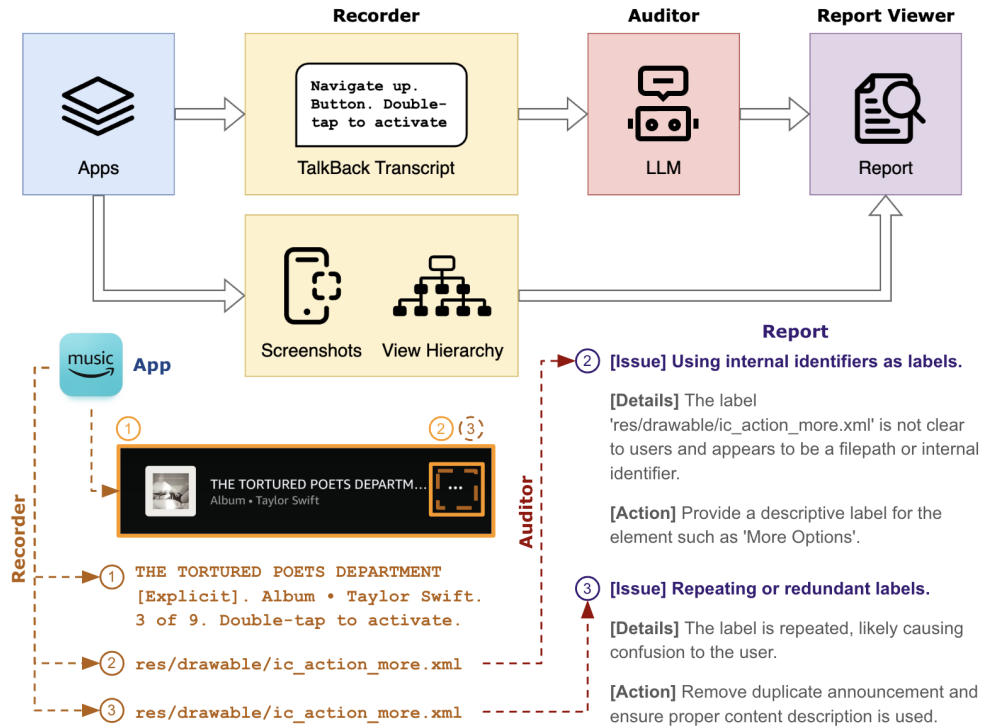 Recorder
Auditor
Report Viewer
Navigate up.
Button. Double-
tap to activate
Apps
TalkBack Transcript
LLM
Report
Screenshots
View Hierarchy
music
App
Report
2
[Issue] Using internal identifiers as labels.
[Details] The label
'res/drawable/ic_action_more.xml' is not clear
to users and appears to be a filepath or internal
identifier.
[Action] Provide a descriptive label for the
element such as 'More Options'.
1
2
3
THE TORTURED POETS DEPARTM...
Album • Taylor Swift
...
Recorder
Auditor
1
THE TORTURED POETS DEPARTMENT
[Explicit]. Album • Taylor Swift.
3 of 9. Double-tap to activate.
2
res/drawable/ic_action_more.xml
3
res/drawable/ic_action_more.xml
3
[Issue] Repeating or redundant labels.
[Details] The label is repeated, likely causing
confusion to the user.
[Action] Remove duplicate announcement and
ensure proper content description is used.